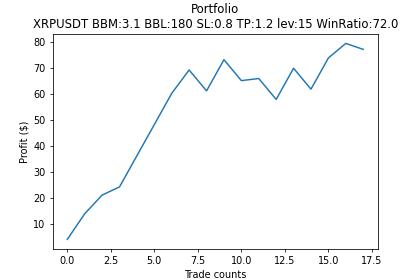 Portfolio
XRPUSDT BBM:3.1 BBL:180 SL:0.8 TP:1.2 lev:15 WinRatio:72.0
80
70
60
50
40
30
20
10
Profit ($)
0.0 2.5 5.0 7.5 10.0 12.5 15.0 17.5
Trade counts